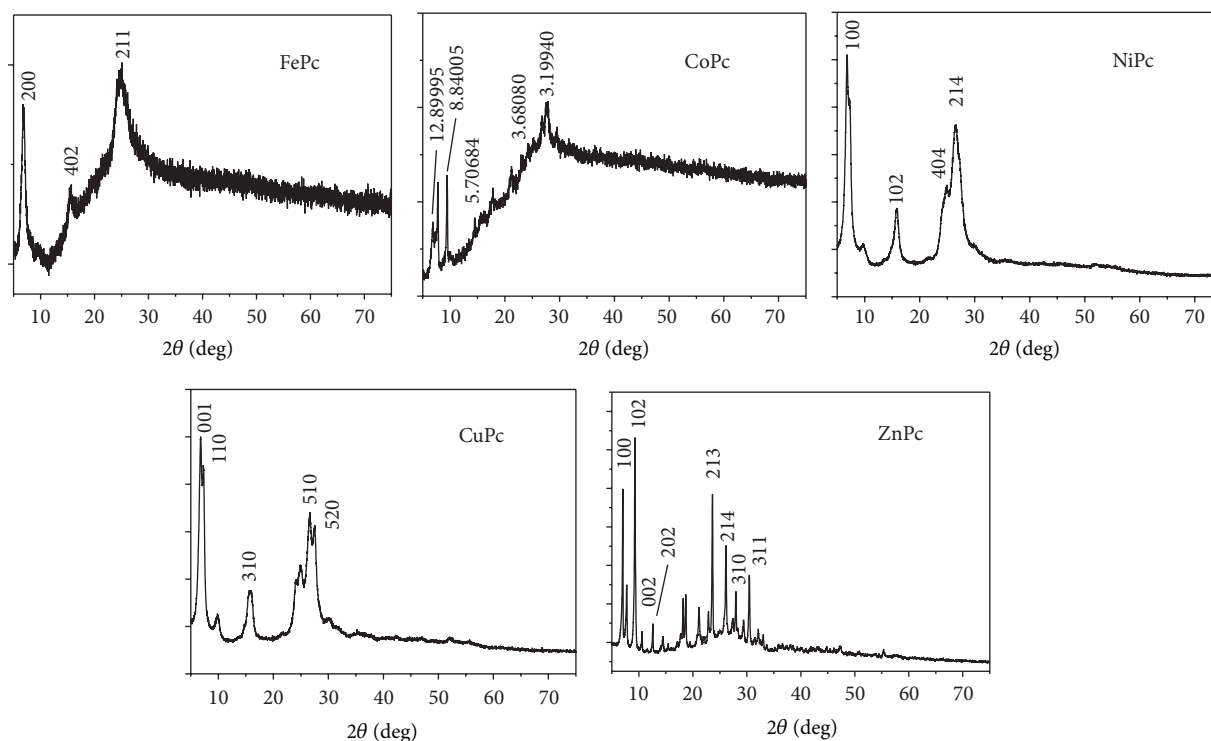 FePc
200
402
211
10 20 30 40 50 60 70
2θ (deg)
CoPc
12.89995
8.84005
5.70684
3.68080
3.19940
10 20 30 40 50 60 70
2θ (deg)
NiPc
100
102
404
214
10 20 30 40 50 60 70
2θ (deg)
CuPc
001
110
310
510
520
10 20 30 40 50 60 70
2θ (deg)
ZnPc
100
102
002
202
213
214
310
311
10 20 30 40 50 60 70
2θ (deg)